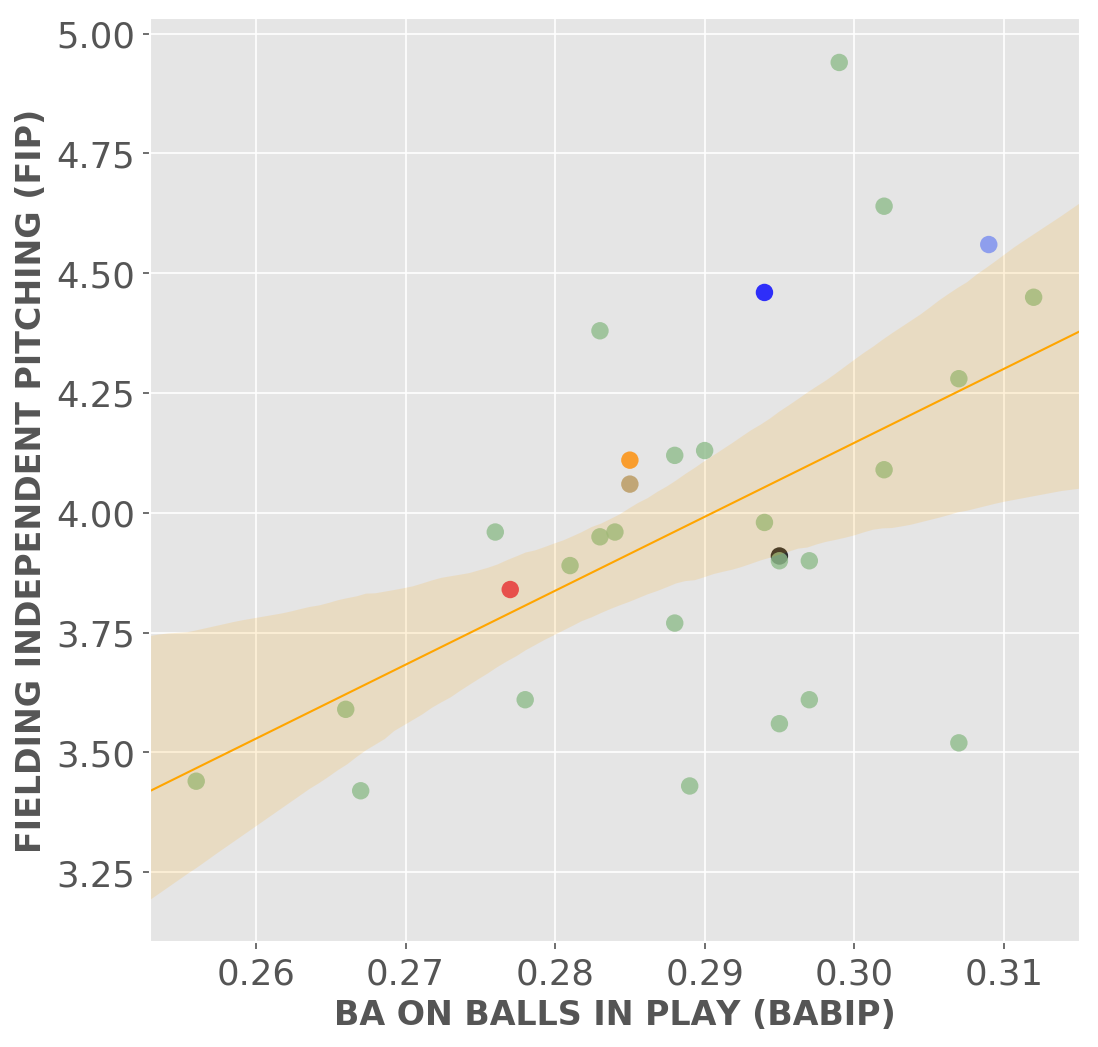 FIELDING INDEPENDENT PITCHING (FIP)
5.00
4.75
4.50
4.25
4.00
3.75
3.50
3.25
0.26 0.27 0.28 0.29 0.30 0.31
BA ON BALLS IN PLAY (BABIP)